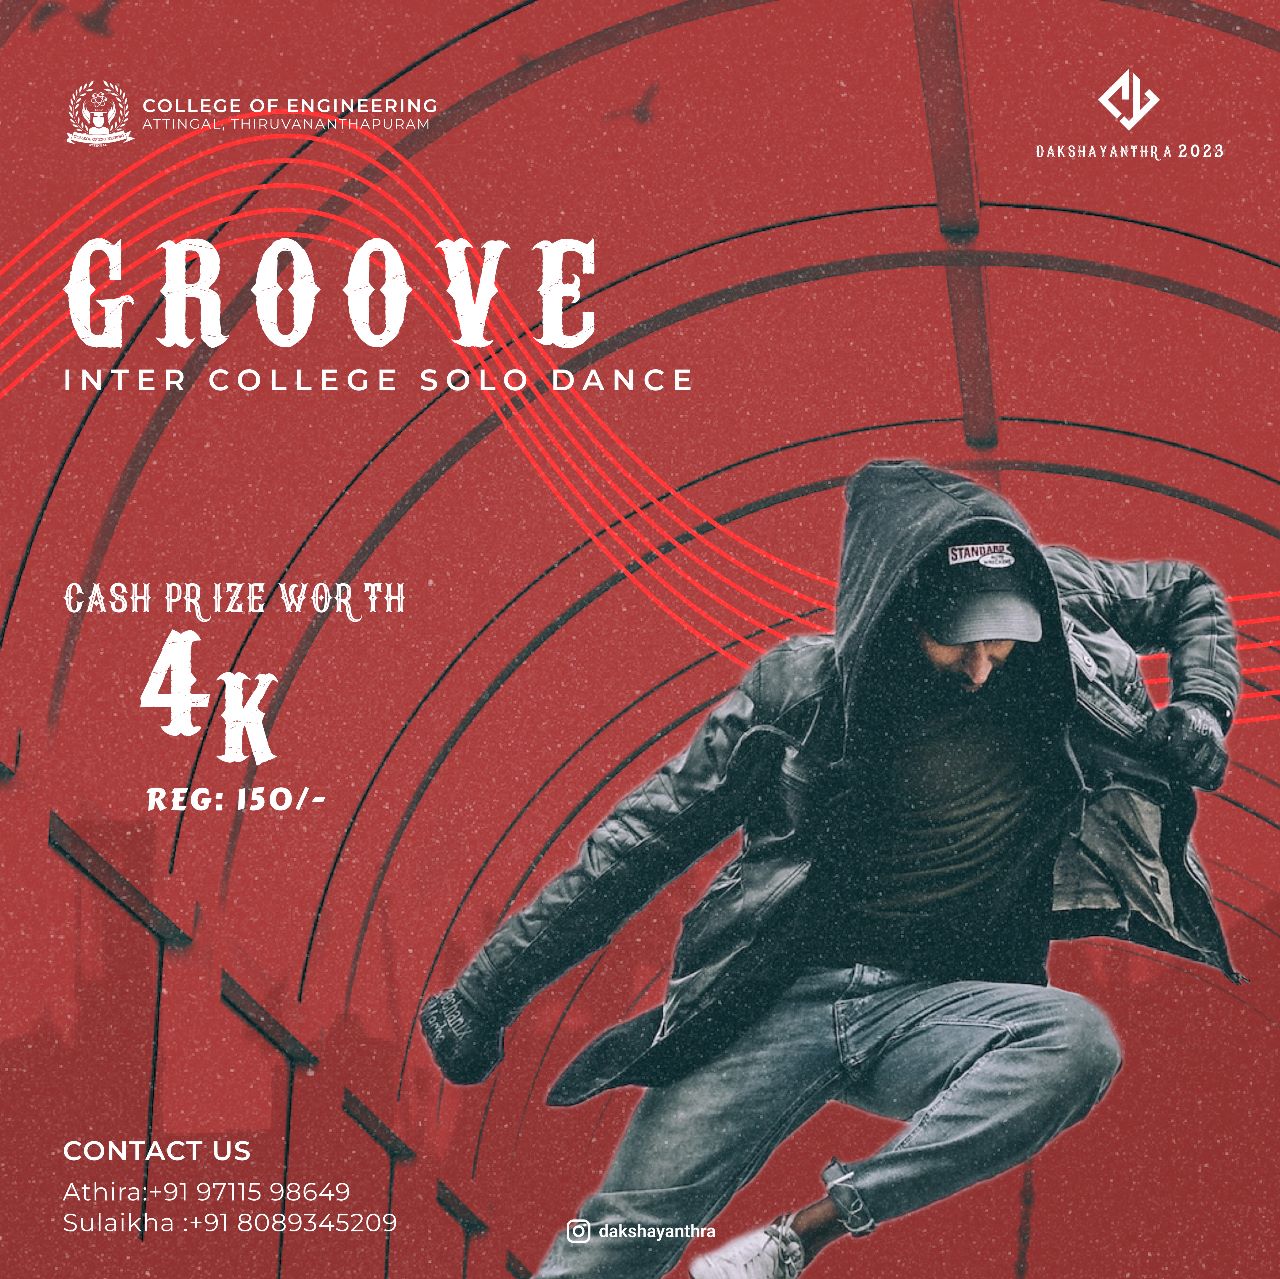 COLLEGE OF ENGINEERING
ATTINGAL, THIRUVANANTHAPURAM
DAKSHAYANTHRA 2023
GROOVE
INTER COLLEGE SOLO DANCE
STANDARD
WRECKERS
CASH PRIZE WORTH
4K
REG: 150/-
CONTACT US
Athira:+91 97115 98649
Sulaikha :+91 8089345209
dakshayanthra